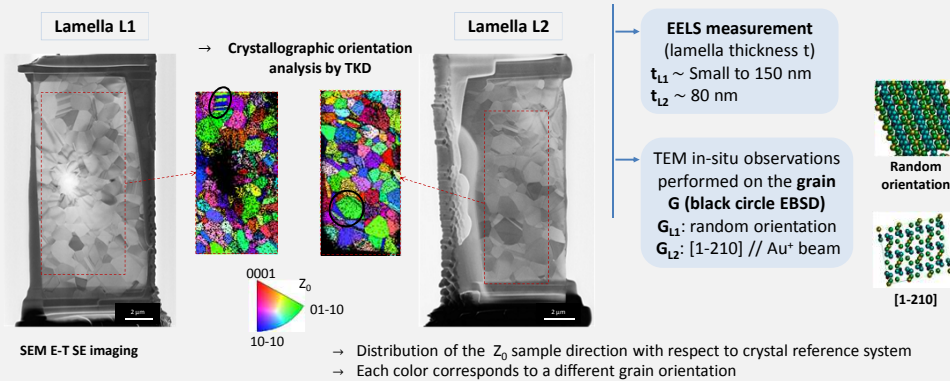 Lamella L1
→ Crystallographic orientation
analysis by TKD
Lamella L2
EELS measurement
(lamella thickness t)
tL1 ~ Small to 150 nm
tL2 ~ 80 nm
TEM in-situ observations
performed on the grain
G (black circle EBSD)
GL1: random orientation
GL2: [1-210] // Au⁺ beam
Random
orientation
[1-210]
0001
Z0
01-10
10-10
2 µm
2 µm
SEM E-T SE imaging
→ Distribution of the Z0 sample direction with respect to crystal reference system
→ Each color corresponds to a different grain orientation